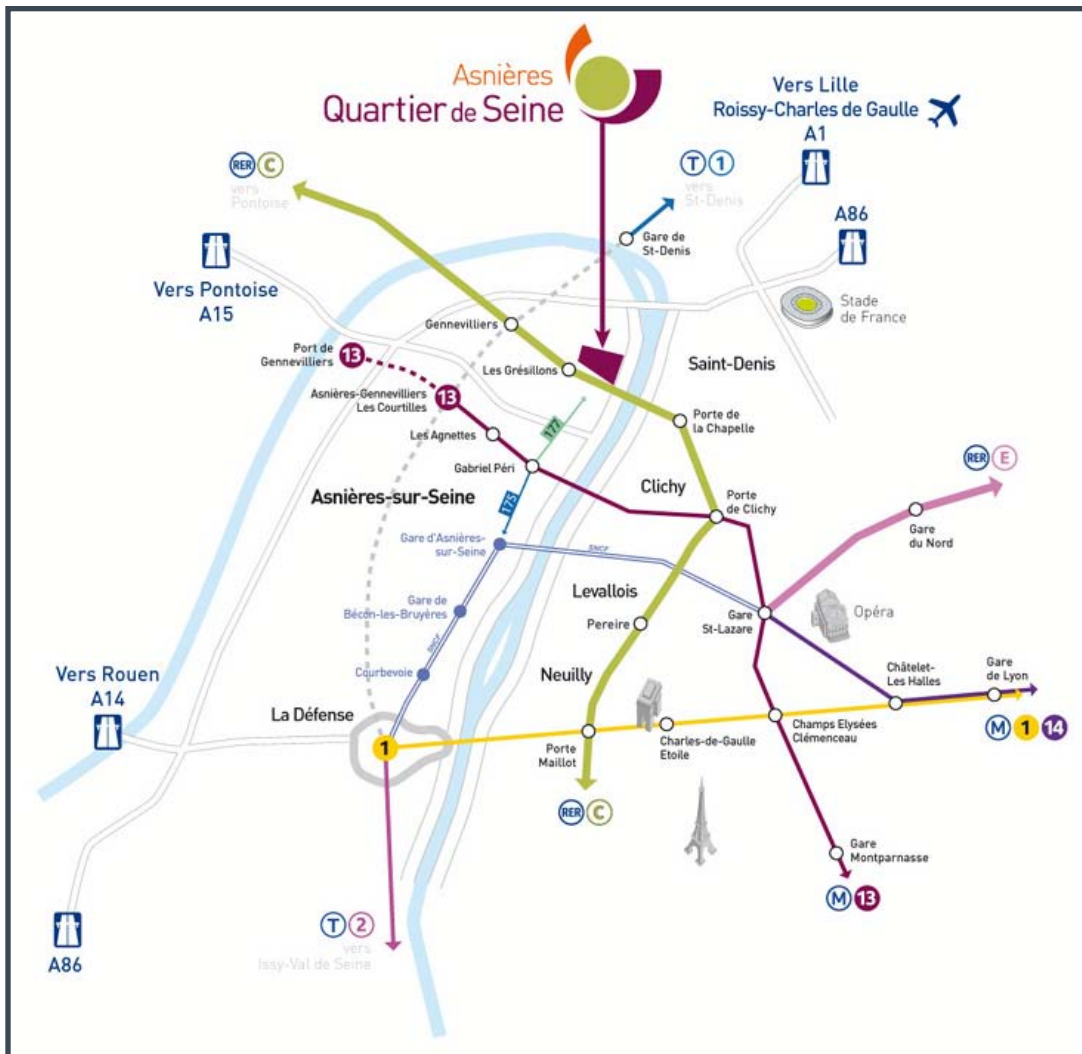 Asnières
Quartier de Seine
Vers Lille
Roissy-Charles de Gaulle
A1
RER C
vers
Pontoise
T 1
vers
St-Denis
A86
Gare de
St-Denis
Vers Pontoise
A15
Stade
de France
Gennevilliers
Port de
Gennevilliers
13
Les Grésillons
Saint-Denis
Asnières-Gennevilliers
Les Courtilles
13
Porte de
la Chapelle
177
Les Agnettes
Gabriel Péri
RER E
Clichy
Asnières-sur-Seine
175
Porte
de Clichy
Gare
du Nord
Gare d'Asnières-
sur-Seine
SNCF
Levallois
Gare de
Bécon-les-Bruyères
Gare
St-Lazare
Opéra
Pereire
SNCF
Courbevoie
Neuilly
Châtelet-
Les Halles
Gare
de Lyon
Vers Rouen
A14
La Défense
1
Porte
Maillot
Charles-de-Gaulle
Etoile
Champs Elysées
Clémenceau
M 1 14
RER C
Gare
Montparnasse
M 13
T 2
vers
Issy-Val de Seine
A86